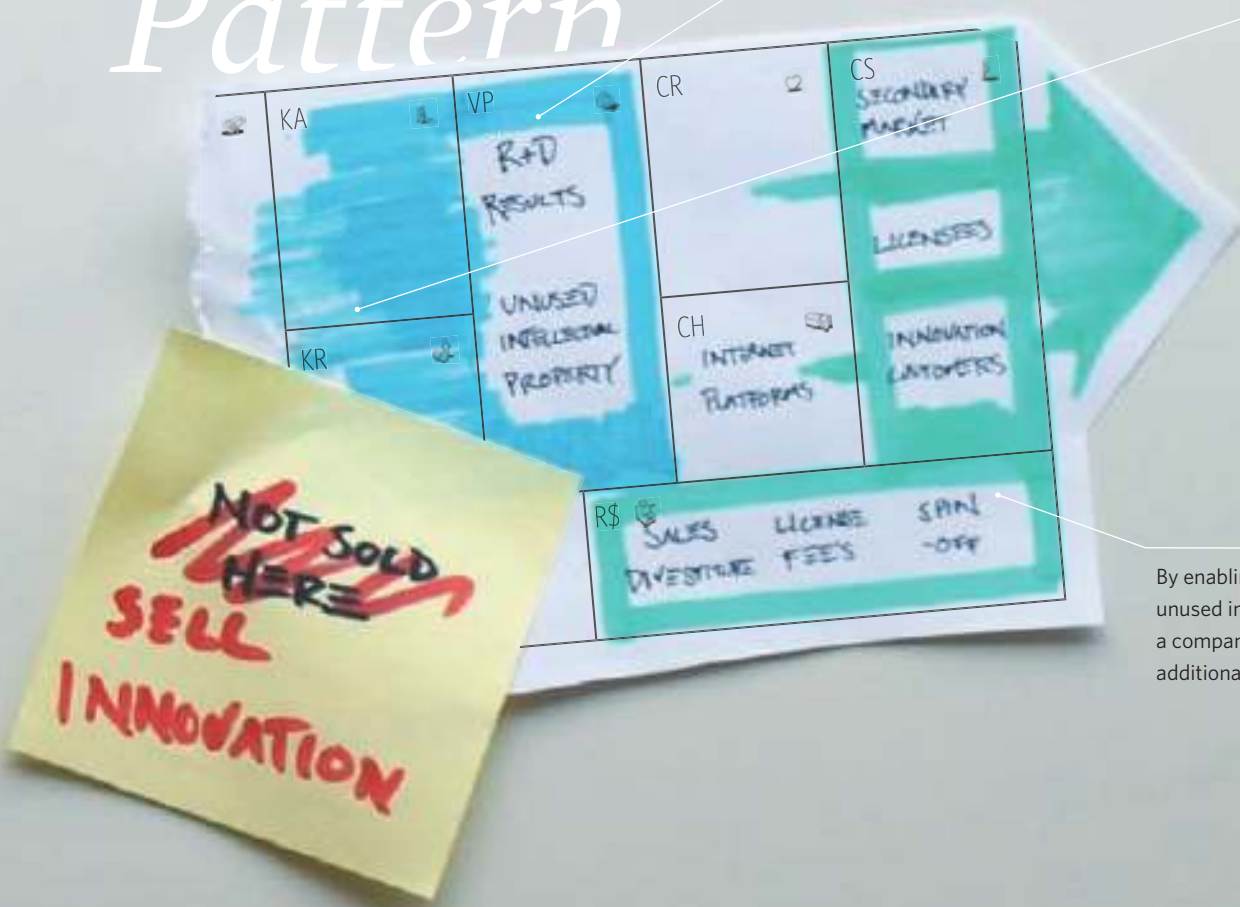 Pattern
KA
VP
CR
CS
SECONDARY
MARKET
R+D
RESULTS
LICENSEES
UNUSED
INTELLECTUAL
PROPERTY
KR
CH
INTERNET
PLATFORMS
INNOVATION
CUSTOMERS
R$
SALES LICENSE SPIN
DIVESTITURE FEES -OFF
NOT SOLD
HERE
SELL
INNOVATION
By enabli
unused in
a compan
additiona